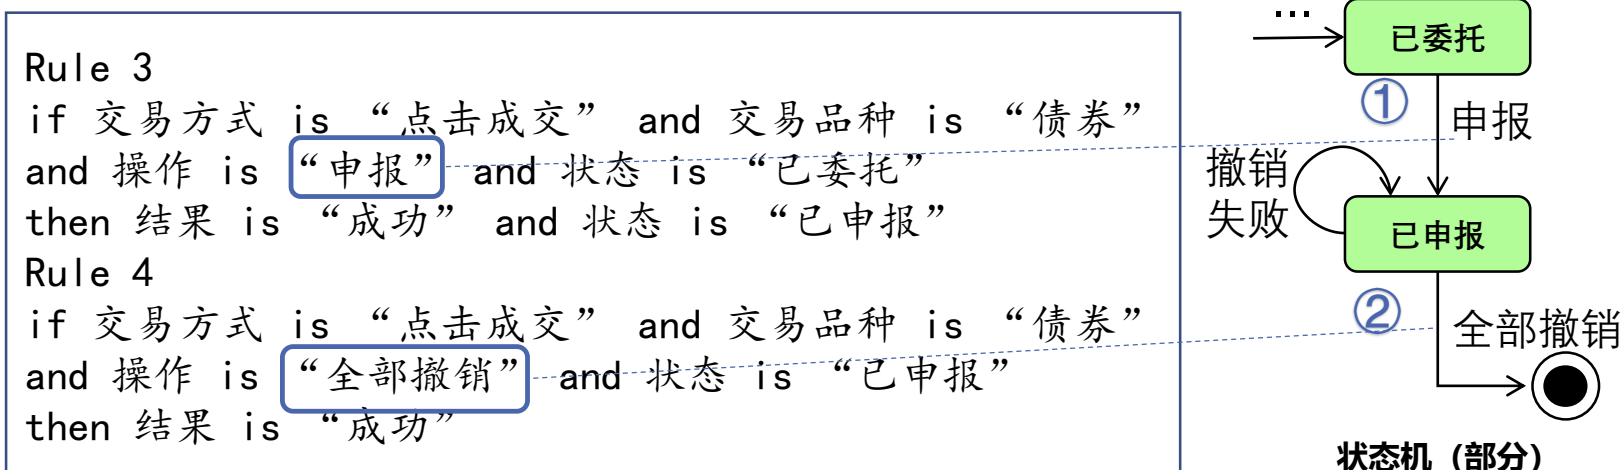 Rule 3
if 交易方式 is “点击成交” and 交易品种 is “债券”
and 操作 is “申报” and 状态 is “已委托”
then 结果 is “成功” and 状态 is “已申报”
Rule 4
if 交易方式 is “点击成交” and 交易品种 is “债券”
and 操作 is “全部撤销” and 状态 is “已申报”
then 结果 is “成功”
...
已委托
①
申报
撤销
失败
已申报
②
全部撤销
状态机（部分）